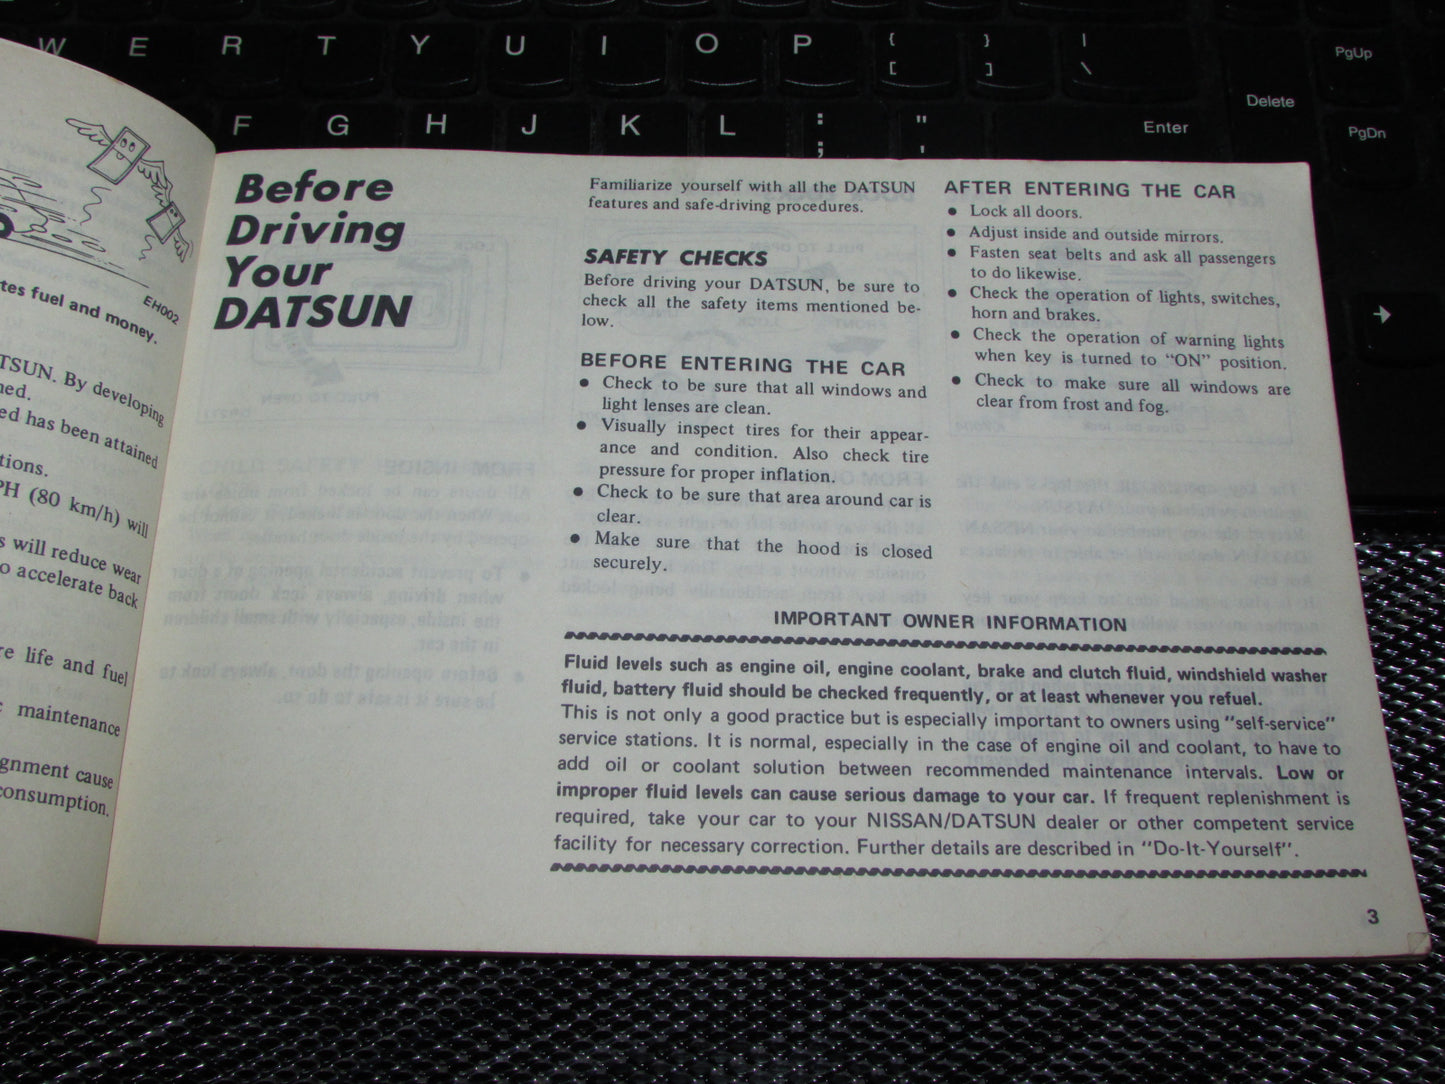 W E R T Y U I O P { [ } ] | \ PgUp
Delete
F G H J K L : ; " ' Enter PgDn
EH002
tes fuel and money.
TSUN. By developing
ned.
ed has been attained
tions.
PH (80 km/h) will
s will reduce wear
o accelerate back
re life and fuel
maintenance
gnment cause
consumption.
Before
Driving
Your
DATSUN
Familiarize yourself with all the DATSUN
features and safe-driving procedures.
SAFETY CHECKS
Before driving your DATSUN, be sure to
check all the safety items mentioned be-
low.
BEFORE ENTERING THE CAR
● Check to be sure that all windows and
light lenses are clean.
● Visually inspect tires for their appear-
ance and condition. Also check tire
pressure for proper inflation.
● Check to be sure that area around car is
clear.
● Make sure that the hood is closed
securely.
AFTER ENTERING THE CAR
● Lock all doors.
● Adjust inside and outside mirrors.
● Fasten seat belts and ask all passengers
to do likewise.
● Check the operation of lights, switches,
horn and brakes.
● Check the operation of warning lights
when key is turned to "ON" position.
● Check to make sure all windows are
clear from frost and fog.
IMPORTANT OWNER INFORMATION
Fluid levels such as engine oil, engine coolant, brake and clutch fluid, windshield washer
fluid, battery fluid should be checked frequently, or at least whenever you refuel.
This is not only a good practice but is especially important to owners using "self-service"
service stations. It is normal, especially in the case of engine oil and coolant, to have to
add oil or coolant solution between recommended maintenance intervals. Low or
improper fluid levels can cause serious damage to your car. If frequent replenishment is
required, take your car to your NISSAN/DATSUN dealer or other competent service
facility for necessary correction. Further details are described in "Do-It-Yourself".
3